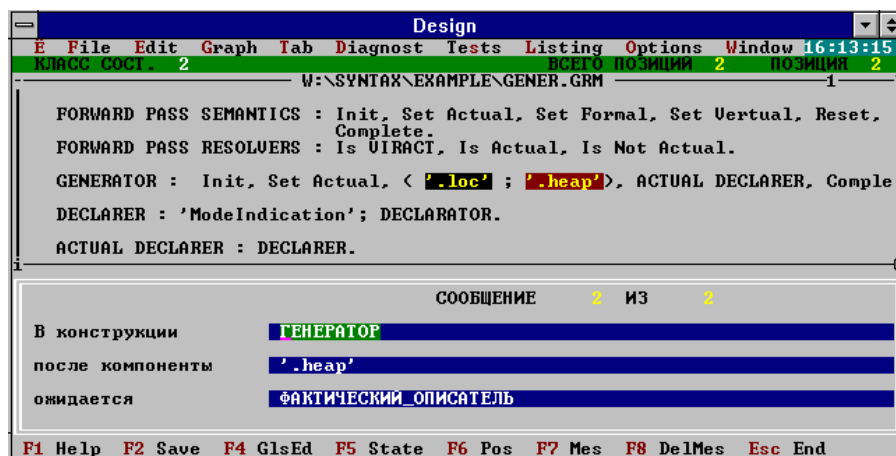 Design
Ё File Edit Graph Tab Diagnost Tests Listing Options Window 16:13:15
КЛАСС СОСТ. 2 ВСЕГО ПОЗИЦИЙ 2 ПОЗИЦИЯ 2
W:\SYNTAX\EXAMPLE\GENER.GRM 1
FORWARD PASS SEMANTICS : Init, Set Actual, Set Formal, Set Vertual, Reset,
Complete.
FORWARD PASS RESOLVERS : Is VIRACT, Is Actual, Is Not Actual.
GENERATOR : Init, Set Actual, ( '.loc' ; '.heap'), ACTUAL DECLARER, Comple
DECLARER : 'ModeIndication'; DECLARATOR.
ACTUAL DECLARER : DECLARER.
i
СООБЩЕНИЕ 2 ИЗ 2
В конструкции ГЕНЕРАТОР
после компоненты '.heap'
ожидается ФАКТИЧЕСКИЙ_ОПИСАТЕЛЬ
F1 Help F2 Save F4 GlsEd F5 State F6 Pos F7 Mes F8 DelMes Esc End